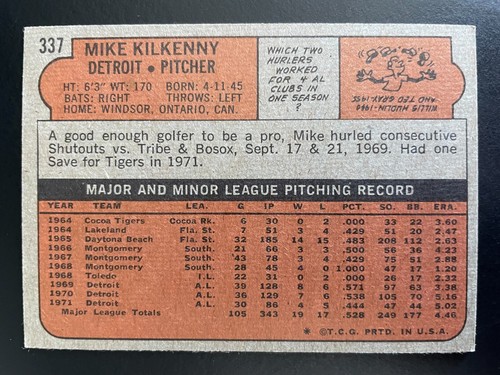 337
MIKE KILKENNY
DETROIT • PITCHER
HT: 6'3" WT: 170 BORN: 4-11-45
BATS: RIGHT THROWS: LEFT
HOME: WINDSOR, ONTARIO, CAN.
WHICH TWO
HURLERS
WORKED
FOR 4 AL
CLUBS IN
ONE SEASON
?
WILLIS HUDLIN-1940
AND TED GRAY-1955
A good enough golfer to be a pro, Mike hurled consecutive
Shutouts vs. Tribe & Bosox, Sept. 17 & 21, 1969. Had one
Save for Tigers in 1971.
MAJOR AND MINOR LEAGUE PITCHING RECORD
YEAR TEAM LEA. G IP W L PCT. SO. BB. ERA.
1964 Cocoa Tigers Cocoa Rk. 6 30 0 2 .000 33 22 3.60
1964 Lakeland Fla. St. 7 51 3 4 .429 51 20 2.47
1965 Daytona Beach Fla. St. 32 185 14 15 .483 208 112 2.63
1966 Montgomery South. 21 66 3 3 .500 56 36 4.23
1967 Montgomery South. 43 78 3 4 .429 75 51 2.88
1968 Montgomery South. 28 45 4 0 1.000 47 17 1.20
1968 Toledo I.L. 22 31 0 2 .000 26 17 2.32
1969 Detroit A.L. 39 128 8 6 .571 97 63 3.38
1970 Detroit A.L. 36 129 7 6 .538 105 70 5.16
1971 Detroit A.L. 30 86 4 5 .444 47 44 5.02
Major League Totals 105 343 19 17 .528 249 177 4.46
* ©T.C.G. PRTD. IN U.S.A.